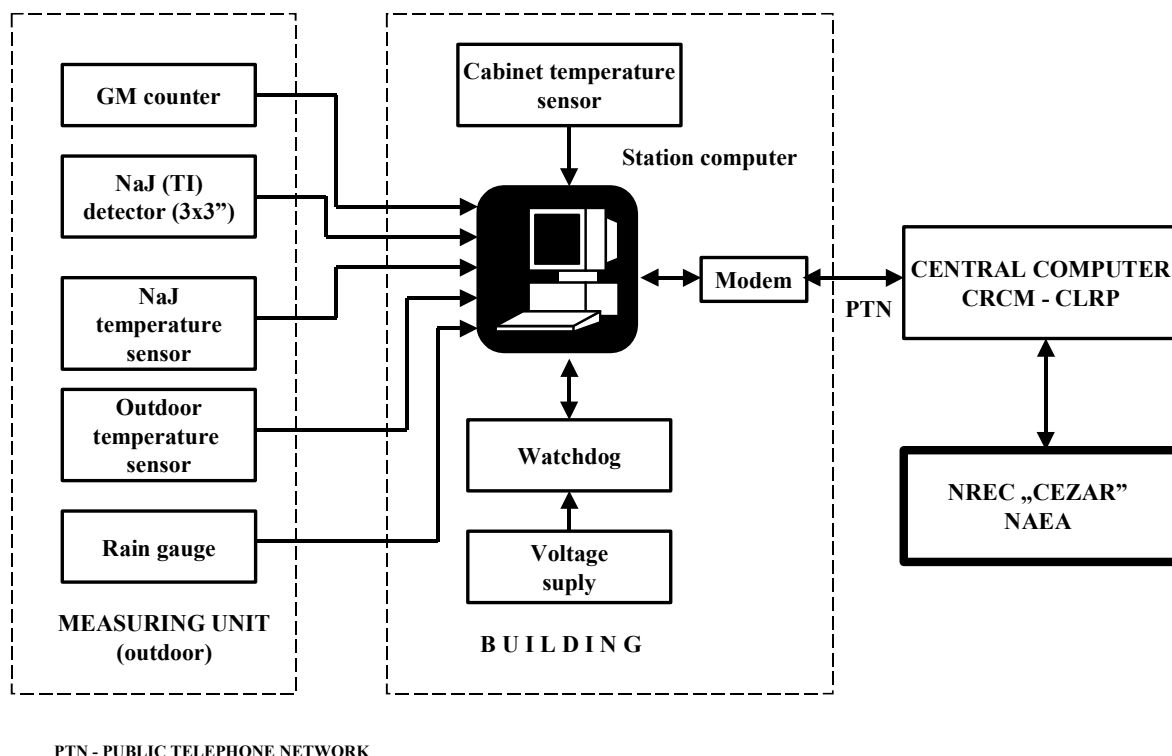 GM counter
NaJ (TI)
detector (3x3”)
NaJ
temperature
sensor
Outdoor
temperature
sensor
Rain gauge
MEASURING UNIT
(outdoor)
Cabinet temperature
sensor
Station computer
Modem
Watchdog
Voltage
suply
B U I L D I N G
PTN
CENTRAL COMPUTER
CRCM - CLRP
NREC „CEZAR”
NAEA
PTN - PUBLIC TELEPHONE NETWORK